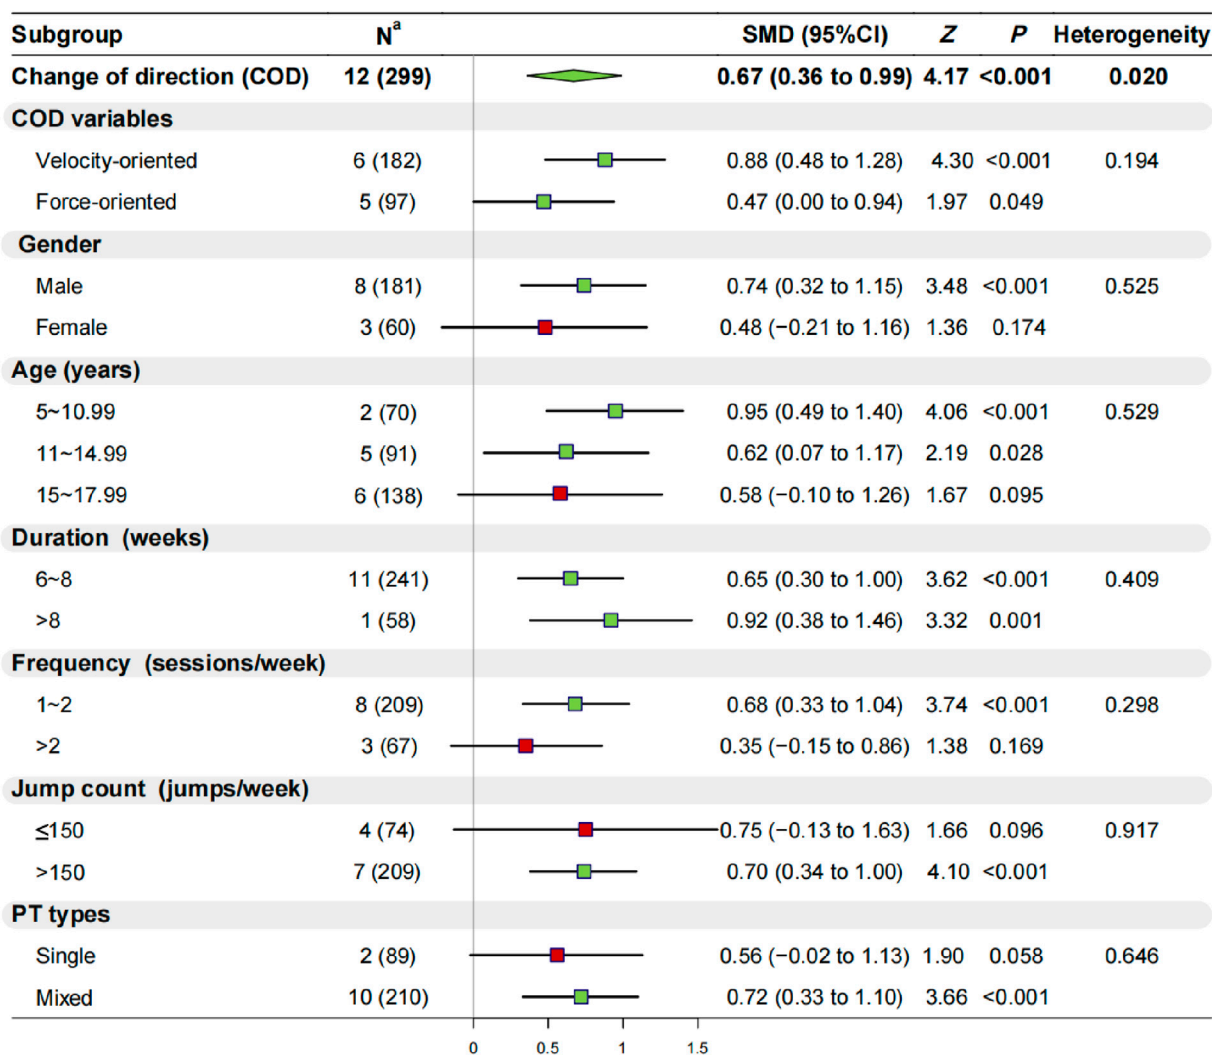 Subgroup Nᵃ SMD (95%CI) Z P Heterogeneity
Change of direction (COD) 12 (299) 0.67 (0.36 to 0.99) 4.17 <0.001 0.020
COD variables
Velocity-oriented 6 (182) 0.88 (0.48 to 1.28) 4.30 <0.001 0.194
Force-oriented 5 (97) 0.47 (0.00 to 0.94) 1.97 0.049
Gender
Male 8 (181) 0.74 (0.32 to 1.15) 3.48 <0.001 0.525
Female 3 (60) 0.48 (−0.21 to 1.16) 1.36 0.174
Age (years)
5~10.99 2 (70) 0.95 (0.49 to 1.40) 4.06 <0.001 0.529
11~14.99 5 (91) 0.62 (0.07 to 1.17) 2.19 0.028
15~17.99 6 (138) 0.58 (−0.10 to 1.26) 1.67 0.095
Duration (weeks)
6~8 11 (241) 0.65 (0.30 to 1.00) 3.62 <0.001 0.409
>8 1 (58) 0.92 (0.38 to 1.46) 3.32 0.001
Frequency (sessions/week)
1~2 8 (209) 0.68 (0.33 to 1.04) 3.74 <0.001 0.298
>2 3 (67) 0.35 (−0.15 to 0.86) 1.38 0.169
Jump count (jumps/week)
≤150 4 (74) 0.75 (−0.13 to 1.63) 1.66 0.096 0.917
>150 7 (209) 0.70 (0.34 to 1.00) 4.10 <0.001
PT types
Single 2 (89) 0.56 (−0.02 to 1.13) 1.90 0.058 0.646
Mixed 10 (210) 0.72 (0.33 to 1.10) 3.66 <0.001
0 0.5 1 1.5